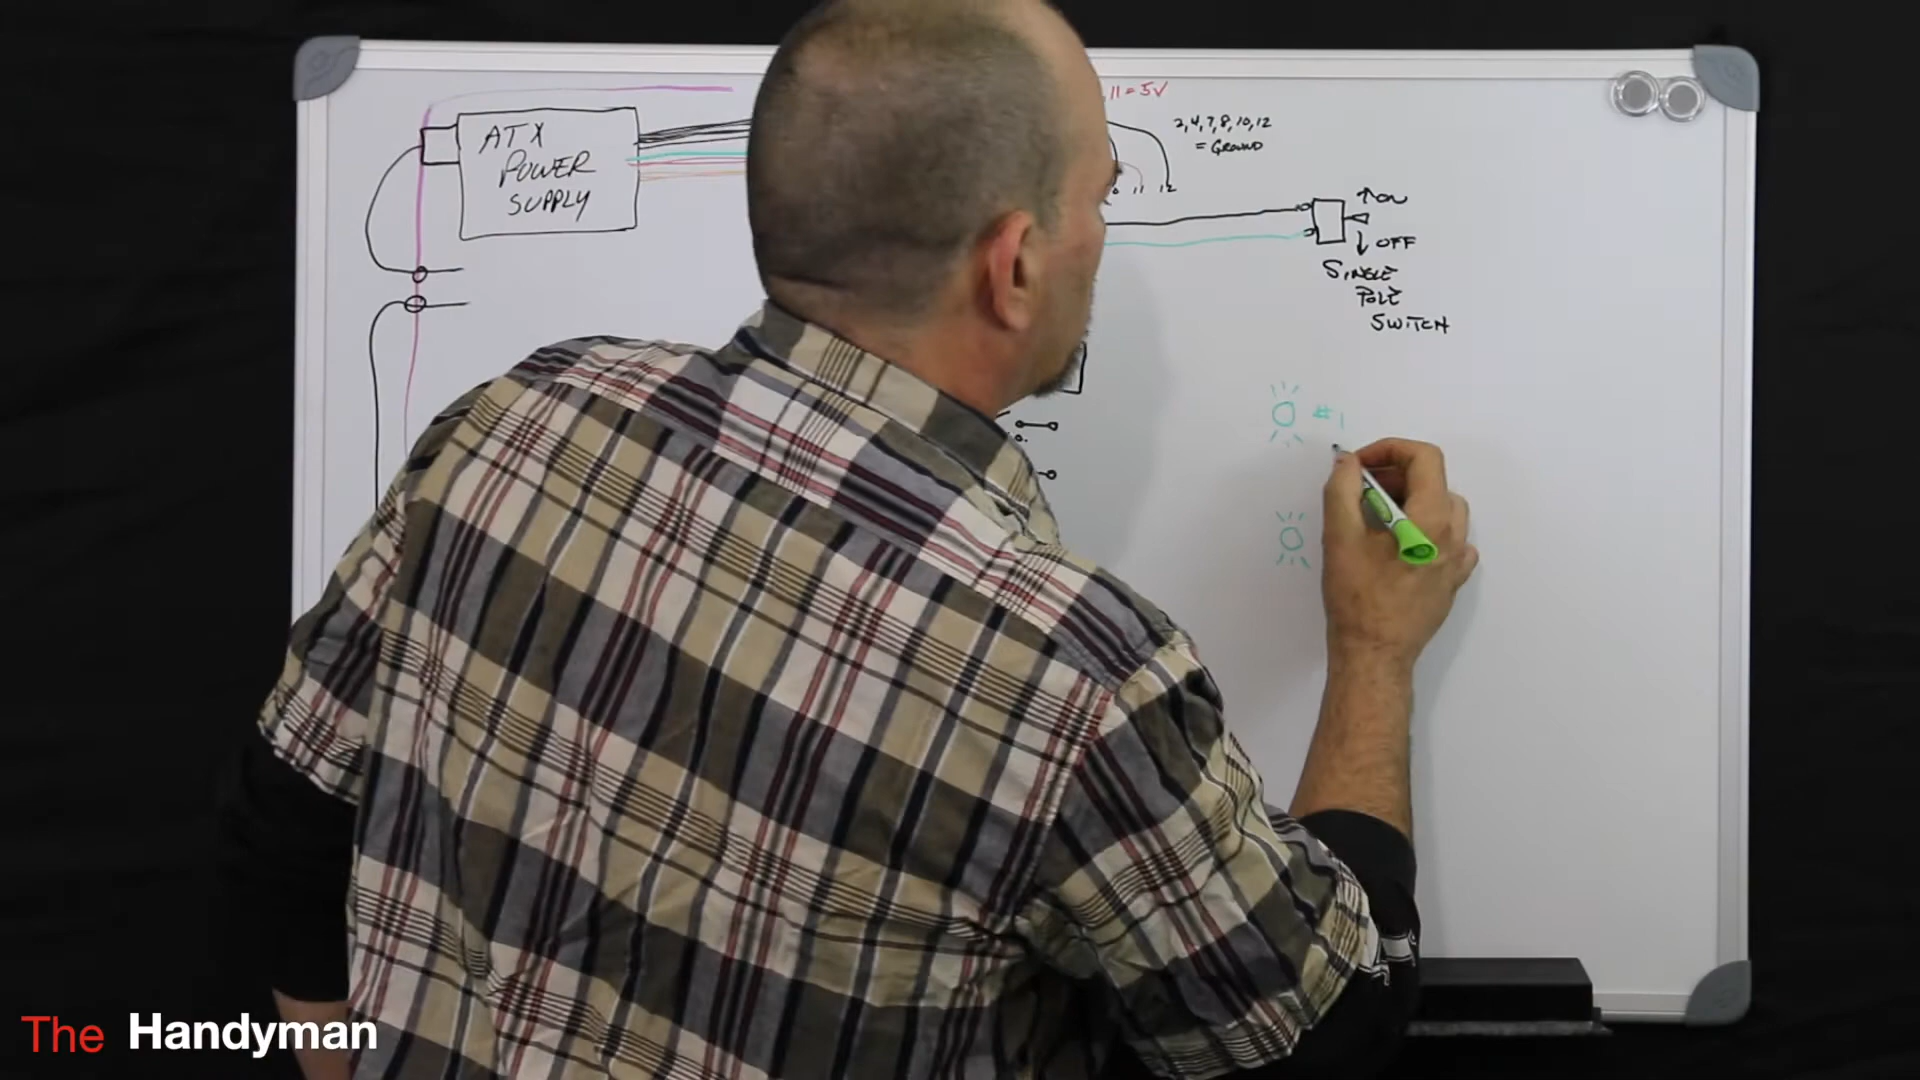 ATX
POWER
SUPPLY
,11 = 5V
2,4,7,8,10,12
= GROUND
11 12
↑ ON
↓ OFF
SINGLE
POLE
SWITCH
#1
The Handyman